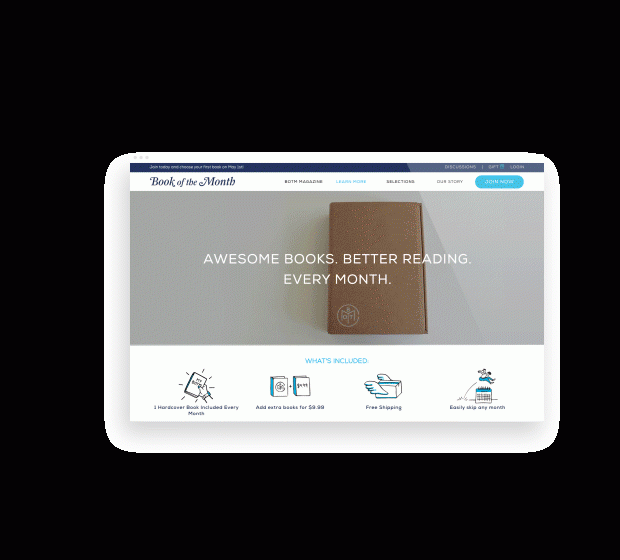 Join today and choose your first book on May 1st!
DISCUSSIONS | GIFT LOGIN
Book of the Month
BOTM MAGAZINE LEARN MORE SELECTIONS OUR STORY JOIN NOW
AWESOME BOOKS. BETTER READING.
EVERY MONTH.
WHAT'S INCLUDED
1 Hardcover Book Included Every
Month
Add extra books for $9.99
Free Shipping
Easily skip any month